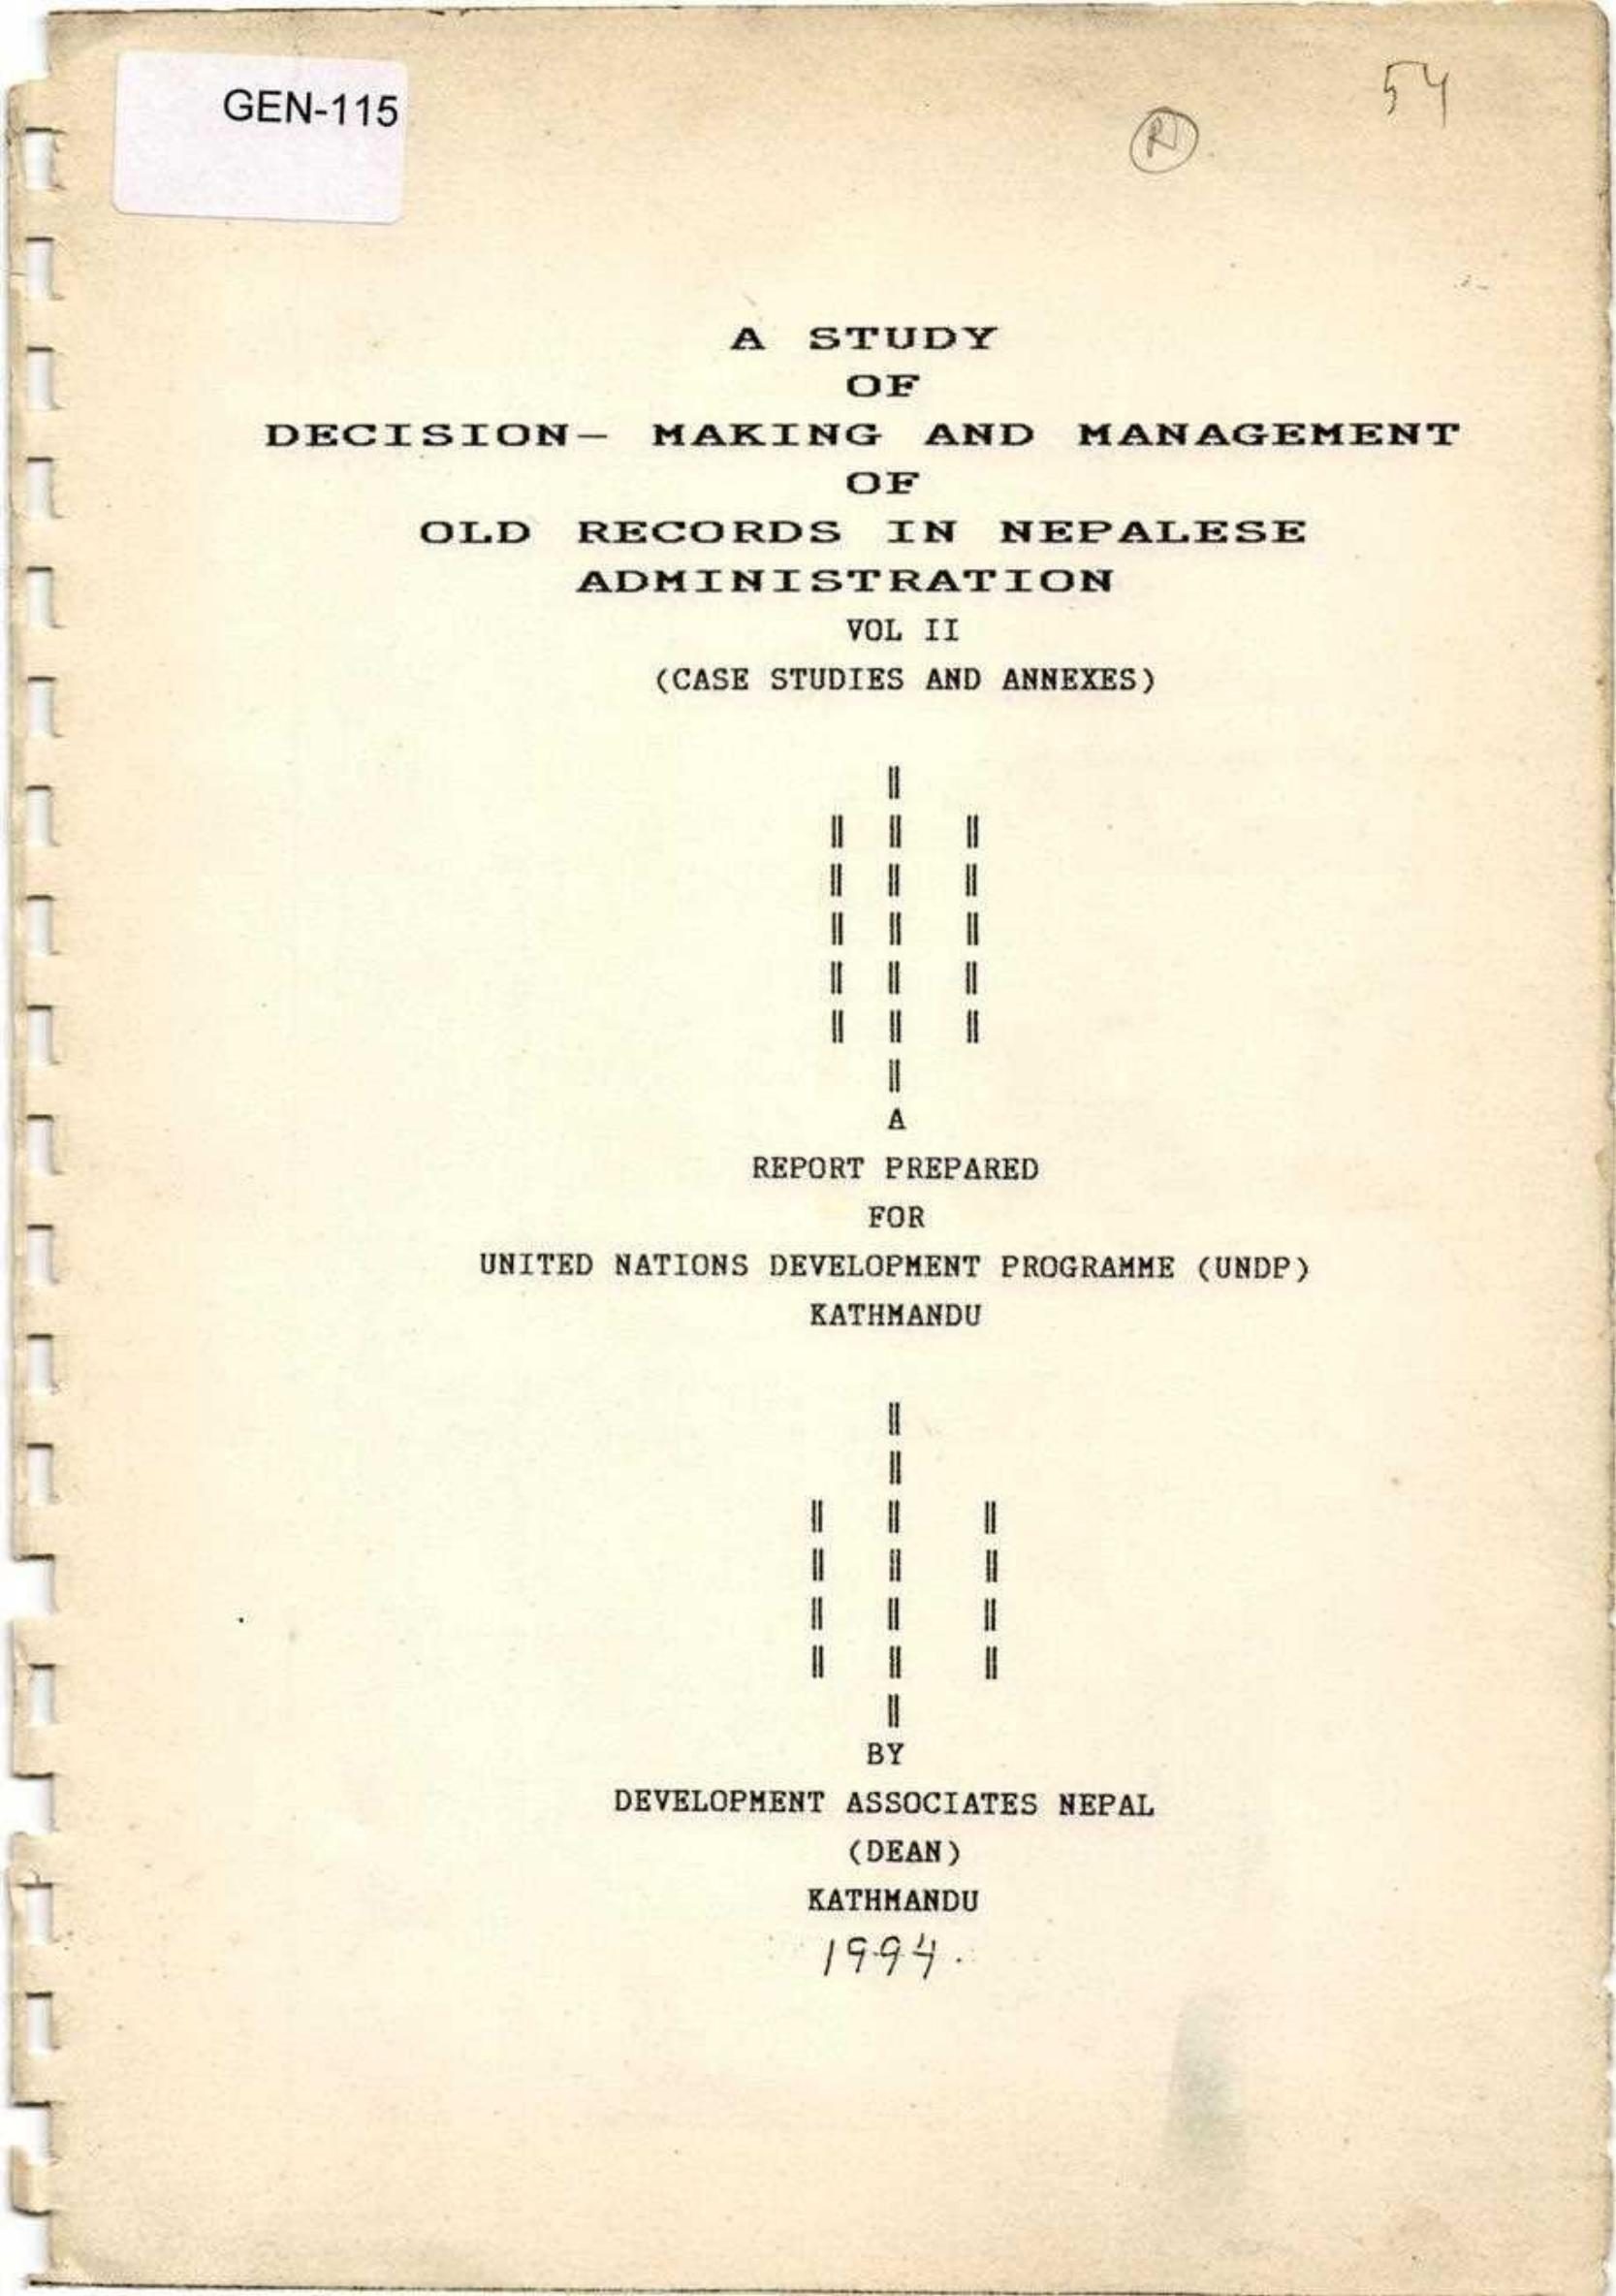 GEN-115
54
R
A STUDY
OF
DECISION- MAKING AND MANAGEMENT
OF
OLD RECORDS IN NEPALESE
ADMINISTRATION
VOL II
(CASE STUDIES AND ANNEXES)
A
REPORT PREPARED
FOR
UNITED NATIONS DEVELOPMENT PROGRAMME (UNDP)
KATHMANDU
BY
DEVELOPMENT ASSOCIATES NEPAL
(DEAN)
KATHMANDU
1994.